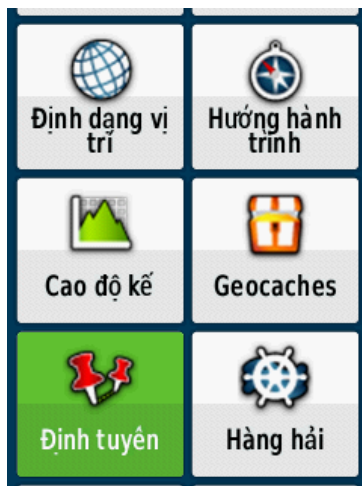 Định dạng vị
trí
Hướng hành
trình
Cao độ kế
Geocaches
Định tuyến
Hàng hải